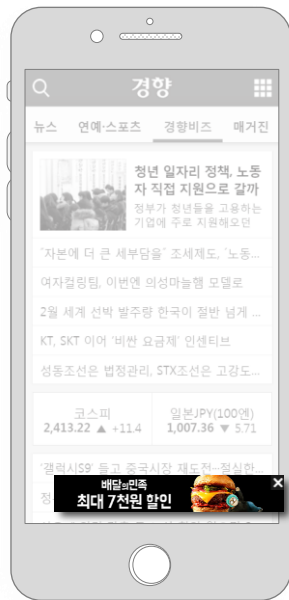 경향
뉴스 연예·스포츠 경향비즈 매거진
청년 일자리 정책, 노동
자 직접 지원으로 갈까
정부가 청년들을 고용하는
기업에 주로 지원해오던
'자본에 더 큰 세부담을' 조세제도, '노동...
여자컬링팀, 이번엔 의성마늘햄 모델로
2월 세계 선박 발주량 한국이 절반 넘게 ...
KT, SKT 이어 '비싼 요금제' 인센티브
성동조선은 법정관리, STX조선은 고강도...
코스피 일본JPY(100엔)
2,413.22 ▲ +11.4 1,007.36 ▼ 5.71
'갤럭시S9' 들고 중국시장 재도전…절실한...
배달의민족
최대 7천원 할인